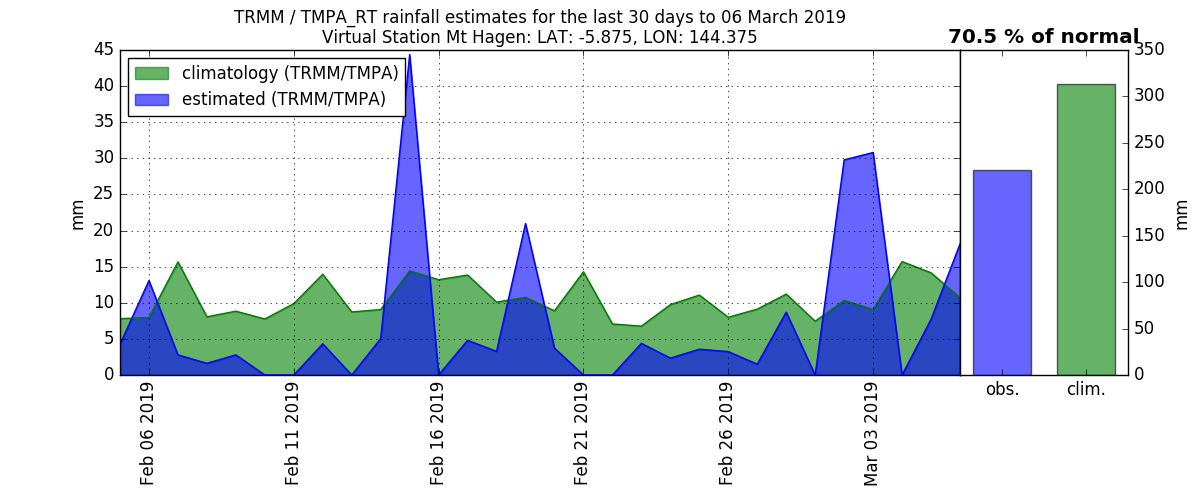 TRMM / TMPA_RT rainfall estimates for the last 30 days to 06 March 2019
Virtual Station Mt Hagen: LAT: -5.875, LON: 144.375
70.5 % of normal
climatology (TRMM/TMPA)
estimated (TRMM/TMPA)
45
40
35
30
25
20
15
10
5
0
mm
Feb 06 2019
Feb 11 2019
Feb 16 2019
Feb 21 2019
Feb 26 2019
Mar 03 2019
obs.
clim.
350
300
250
200
150
100
50
0
mm